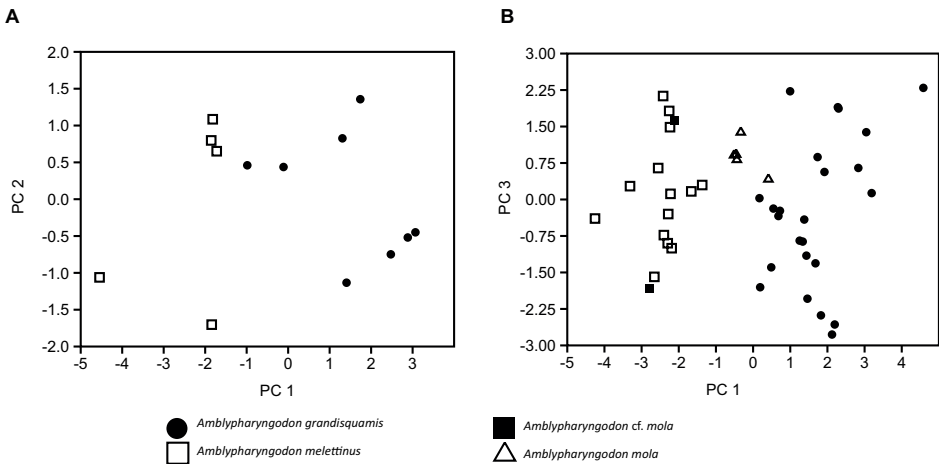 A
B
2.0
1.5
1.0
0.5
0.0
-0.5
-1.0
-1.5
-2.0
PC 2
-5 -4 -3 -2 -1 0 1 2 3
PC 1
3.00
2.25
1.50
0.75
0.00
-0.75
-1.50
-2.25
-3.00
PC 3
-5 -4 -3 -2 -1 0 1 2 3 4
PC 1
Amblypharyngodon grandisquamis
Amblypharyngodon melettinus
Amblypharyngodon cf. mola
Amblypharyngodon mola